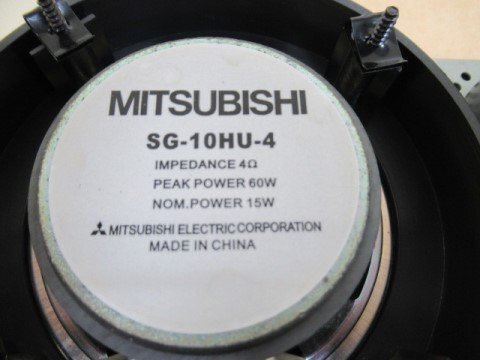 MITSUBISHI
SG-10HU-4
IMPEDANCE 4Ω
PEAK POWER 60W
NOM.POWER 15W
MITSUBISHI ELECTRIC CORPORATION
MADE IN CHINA